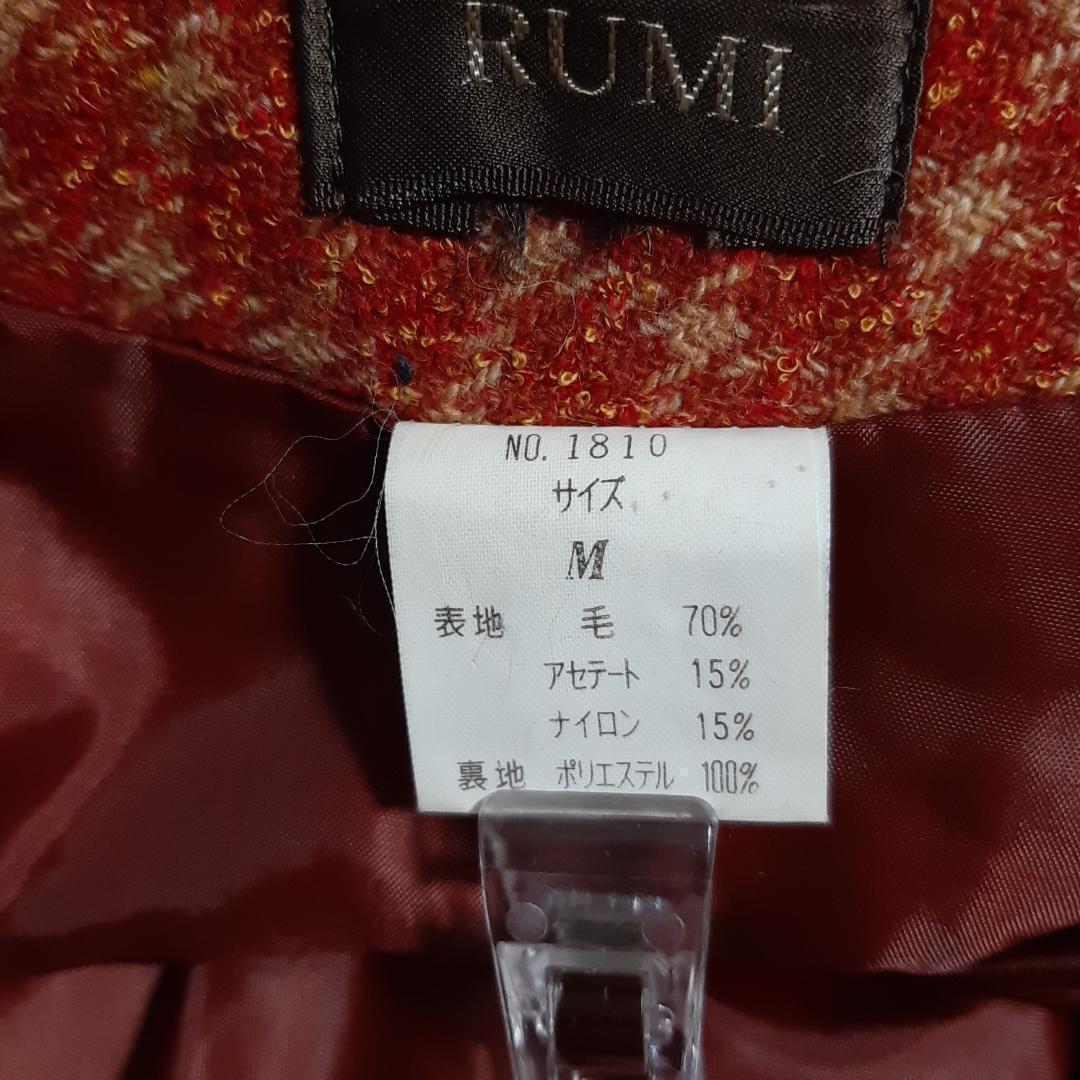 RUMI
NO. 1810
サイズ
M
表地 毛 70%
アセテート 15%
ナイロン 15%
裏地 ポリエステル 100%